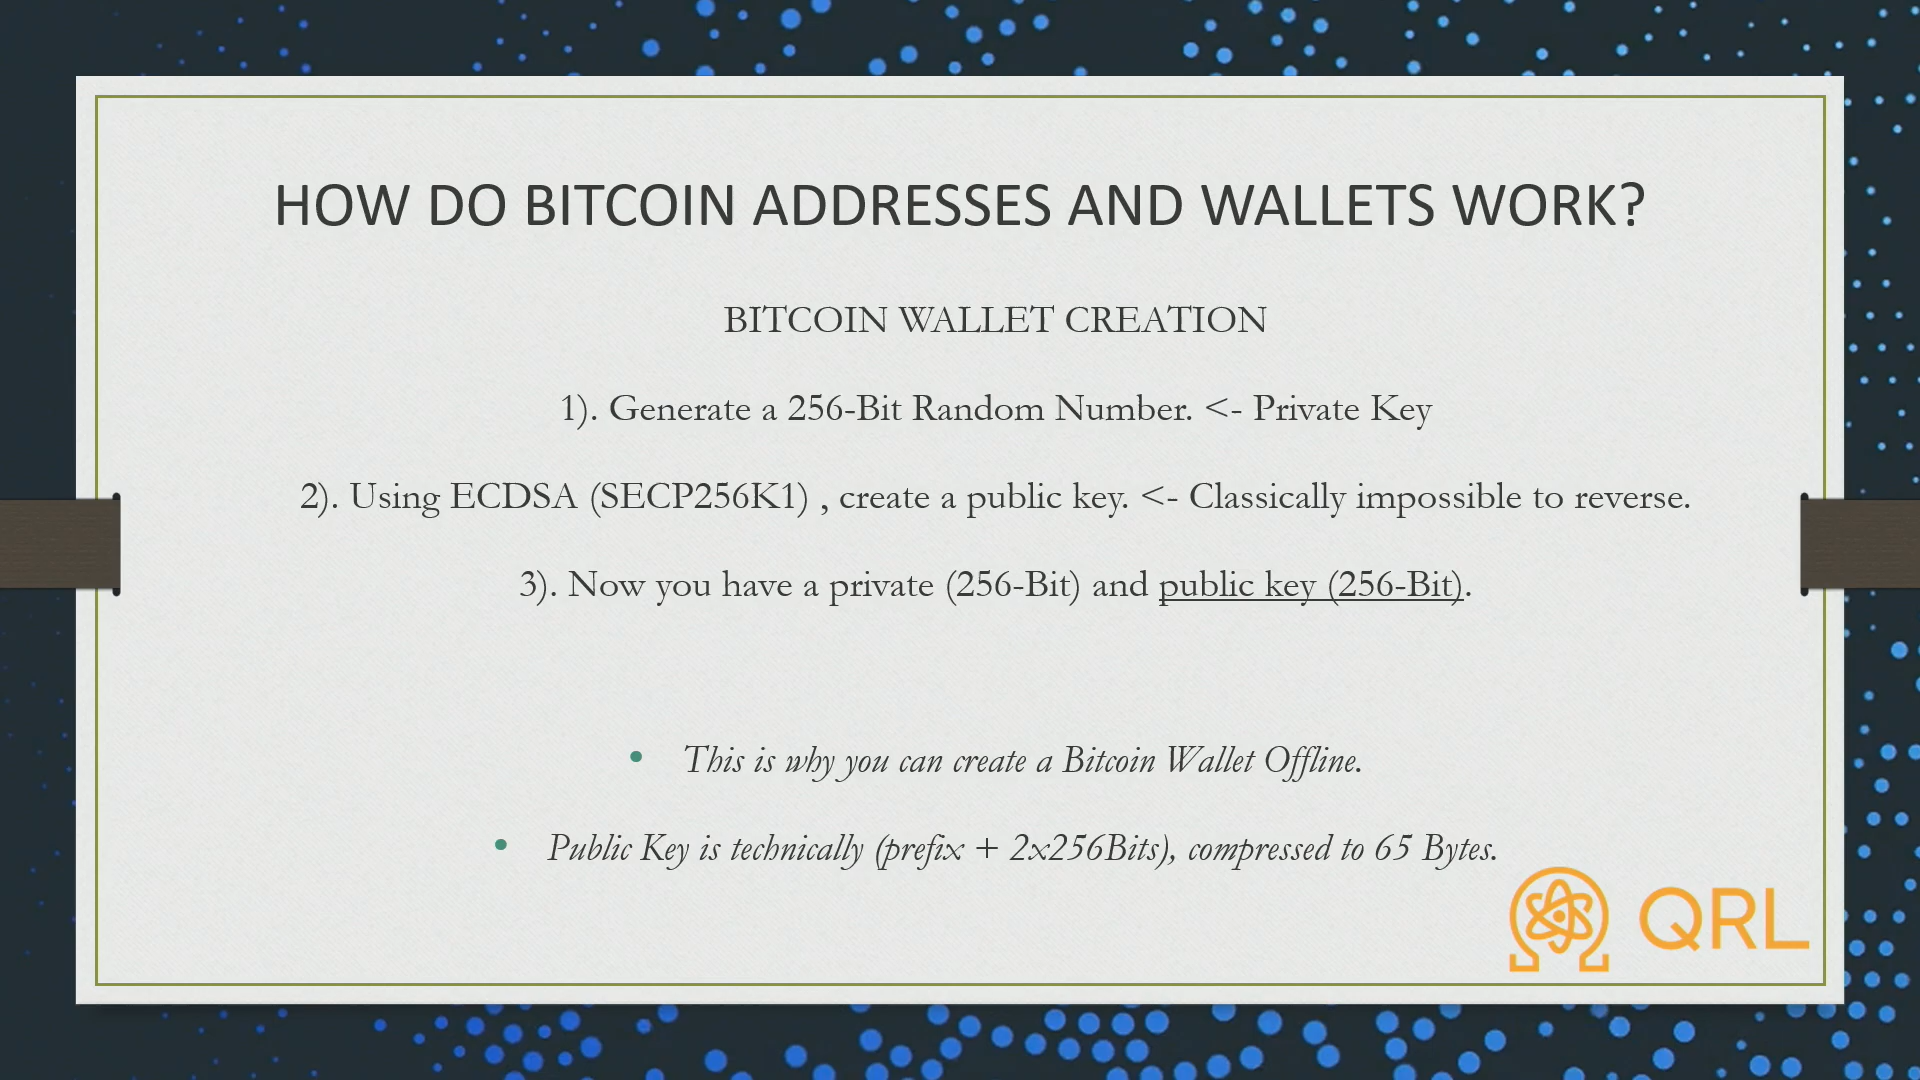 HOW DO BITCOIN ADDRESSES AND WALLETS WORK?
BITCOIN WALLET CREATION
1). Generate a 256-Bit Random Number. <- Private Key
2). Using ECDSA (SECP256K1) , create a public key. <- Classically impossible to reverse.
3). Now you have a private (256-Bit) and public key (256-Bit).
• This is why you can create a Bitcoin Wallet Offline.
• Public Key is technically (prefix + 2x256Bits), compressed to 65 Bytes.
QRL